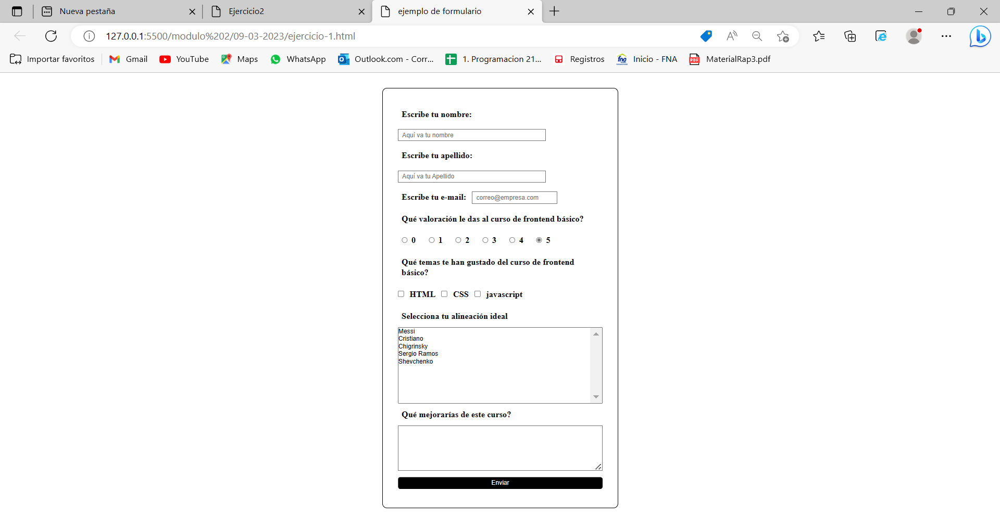 Nueva pestaña
Ejercicio2
ejemplo de formulario
127.0.0.1:5500/modulo%202/09-03-2023/ejercicio-1.html
Importar favoritos
Gmail
YouTube
Maps
WhatsApp
Outlook.com - Corr...
1. Programacion 21...
Registros
fna
Inicio - FNA
PDF
MaterialRap3.pdf
Escribe tu nombre:
Aquí va tu nombre
Escribe tu apellido:
Aquí va tu Apellido
Escribe tu e-mail: correo@empresa.com
Qué valoración le das al curso de frontend básico?
0 1 2 3 4 5
Qué temas te han gustado del curso de frontend
básico?
HTML CSS javascript
Selecciona tu alineación ideal
Messi
Cristiano
Chigrinsky
Sergio Ramos
Shevchenko
Qué mejorarías de este curso?
Enviar